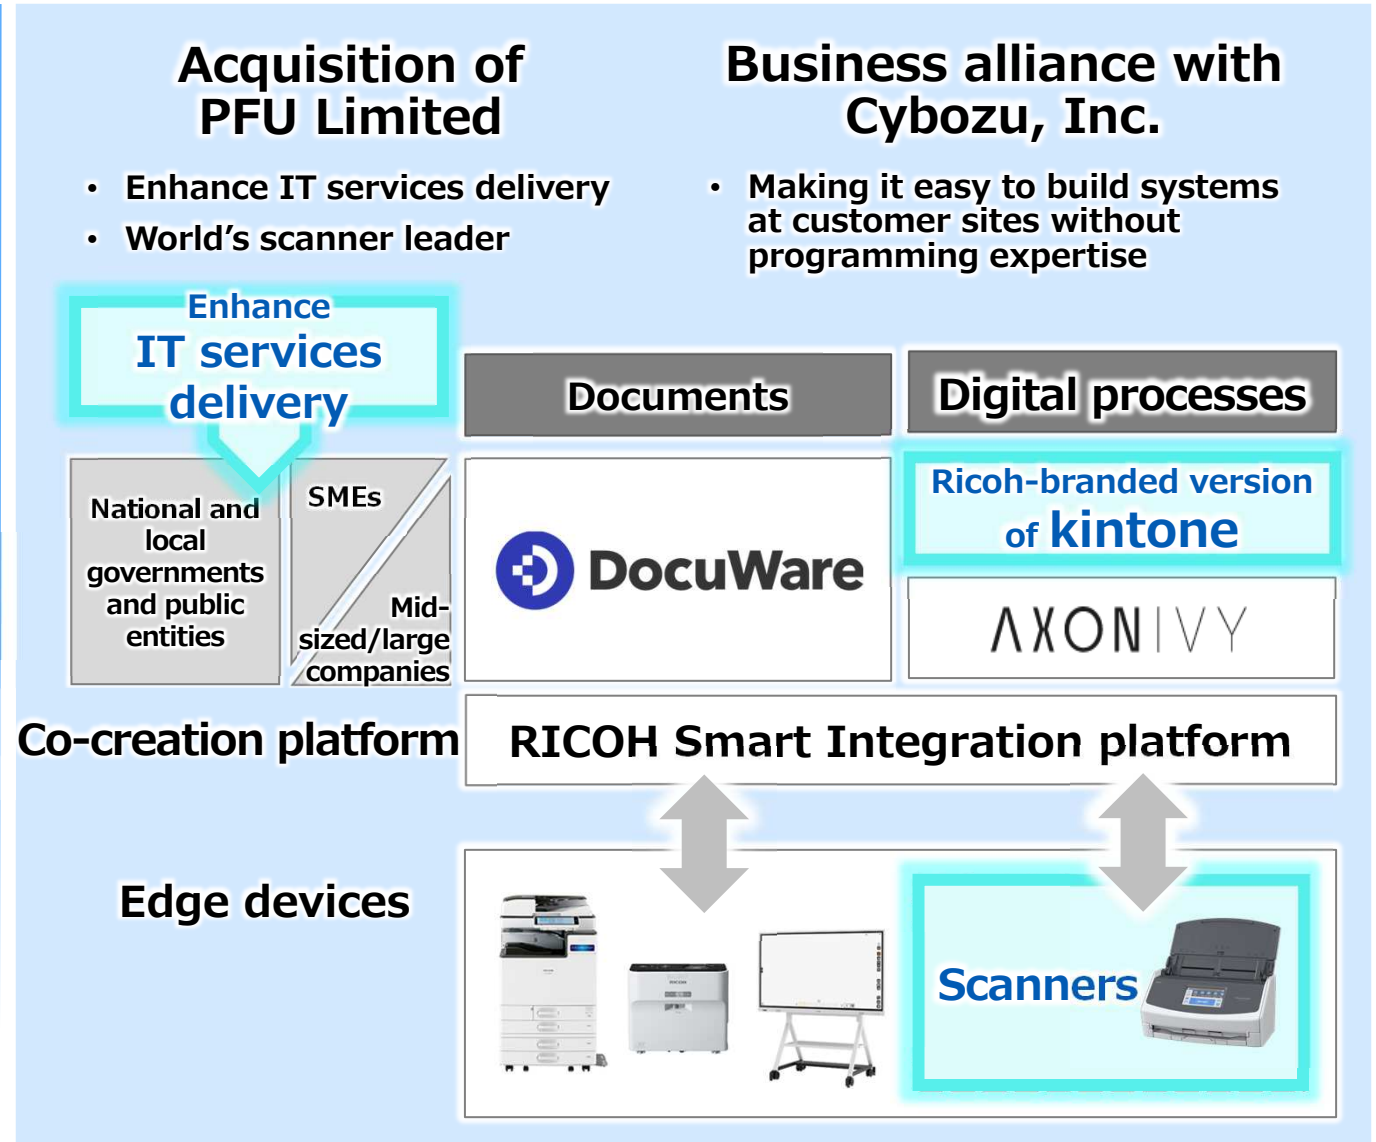 Acquisition of
PFU Limited
• Enhance IT services delivery
• World’s scanner leader
Business alliance with
Cybozu, Inc.
• Making it easy to build systems
at customer sites without
programming expertise
Enhance
IT services
delivery
Documents
Digital processes
National and
local
governments
and public
entities
SMEs
Mid-
sized/large
companies
DocuWare
Ricoh-branded version
of kintone
AXONIVY
Co-creation platform
RICOH Smart Integration platform
Edge devices
RICOH
Scanners